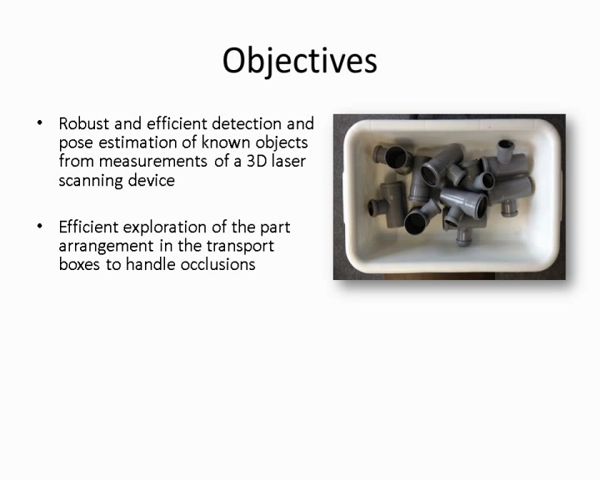 Objectives
• Robust and efficient detection and
pose estimation of known objects
from measurements of a 3D laser
scanning device
• Efficient exploration of the part
arrangement in the transport
boxes to handle occlusions